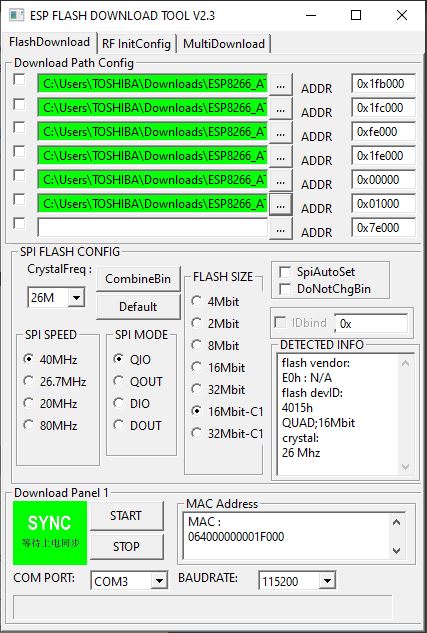 ESP FLASH DOWNLOAD TOOL V2.3
FlashDownload RF InitConfig MultiDownload
Download Path Config
C:\Users\TOSHIBA\Downloads\ESP8266_AT ... ADDR 0x1fb000
C:\Users\TOSHIBA\Downloads\ESP8266_AT ... ADDR 0x1fc000
C:\Users\TOSHIBA\Downloads\ESP8266_AT ... ADDR 0xfe000
C:\Users\TOSHIBA\Downloads\ESP8266_AT ... ADDR 0x1fe000
C:\Users\TOSHIBA\Downloads\ESP8266_AT ... ADDR 0x00000
C:\Users\TOSHIBA\Downloads\ESP8266_AT ... ADDR 0x01000
... ADDR 0x7e000
SPI FLASH CONFIG
CrystalFreq :
26M
CombineBin
Default
SPI SPEED
40MHz
26.7MHz
20MHz
80MHz
SPI MODE
QIO
QOUT
DIO
DOUT
FLASH SIZE
4Mbit
2Mbit
8Mbit
16Mbit
32Mbit
16Mbit-C1
32Mbit-C1
SpiAutoSet
DoNotChgBin
IDbind 0x
DETECTED INFO
flash vendor:
E0h : N/A
flash devID:
4015h
QUAD;16Mbit
crystal:
26 Mhz
Download Panel 1
SYNC
等待上电同步
START
STOP
MAC Address
MAC :
064000000001F000
COM PORT: COM3 BAUDRATE: 115200